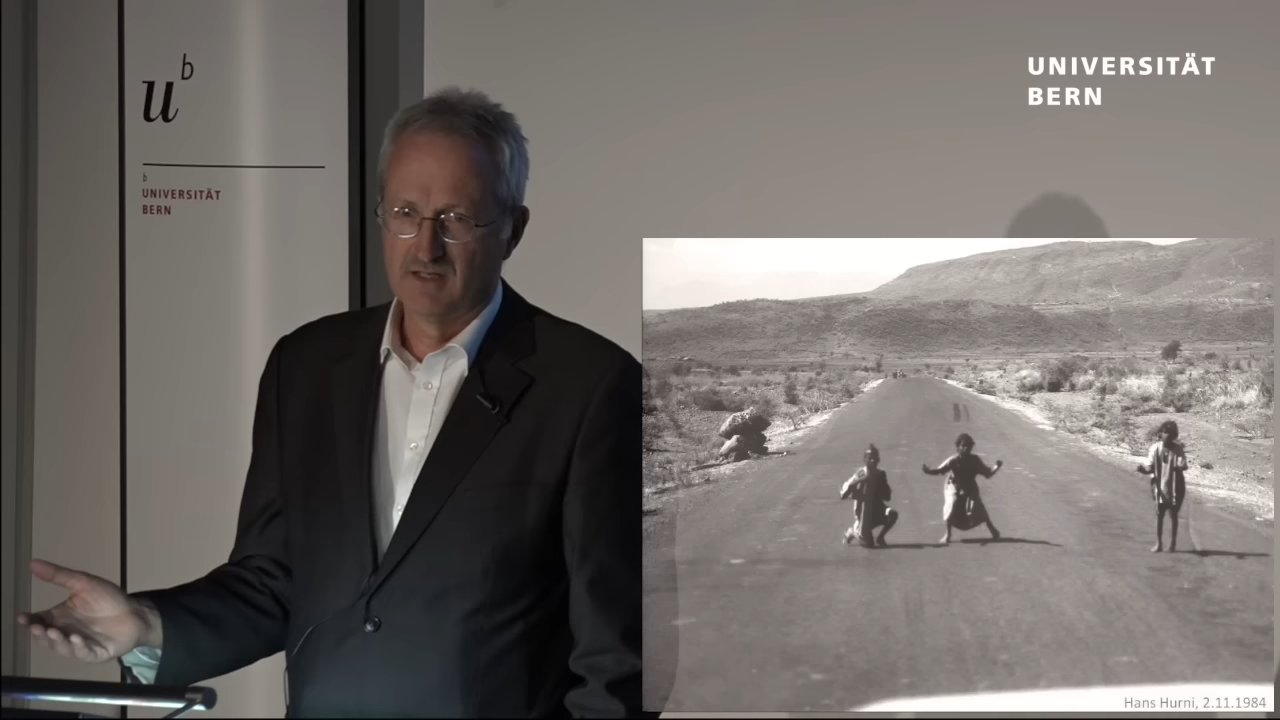 u
b
b
UNIVERSITÄT
BERN
UNIVERSITÄT
BERN
Hans Hurni, 2.11.1984